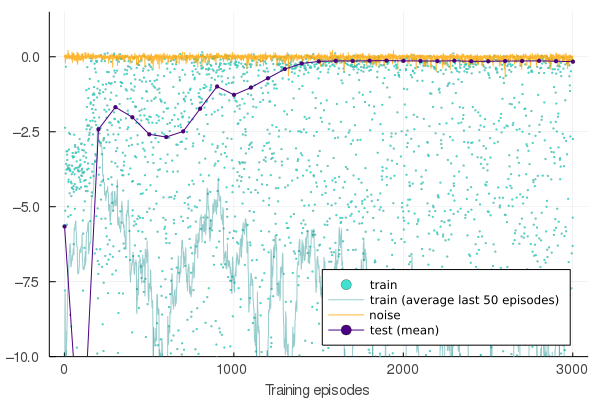 0.0
−2.5
−5.0
−7.5
−10.0
0
1000
2000
3000
Training episodes
train
train (average last 50 episodes)
noise
test (mean)